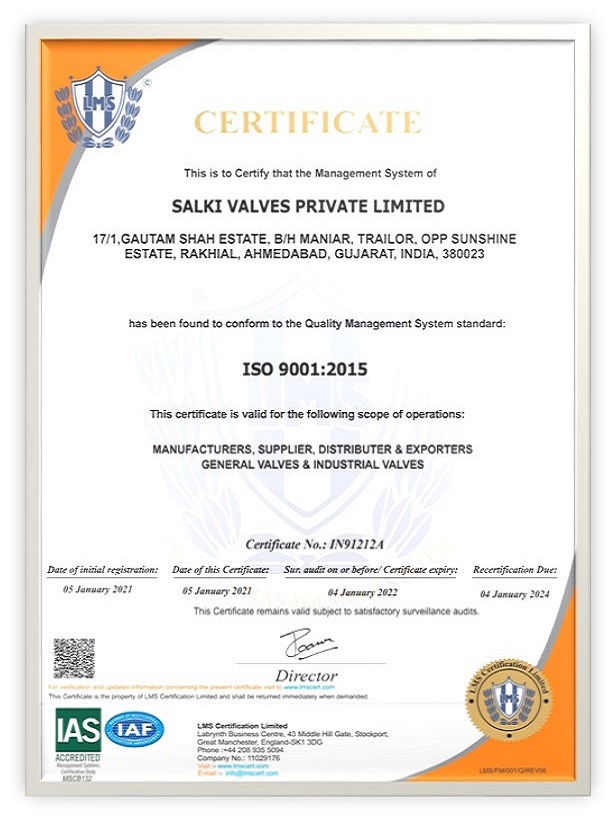 LMS
©
CERTIFICATE
This is to Certify that the Management System of
SALKI VALVES PRIVATE LIMITED
17/1,GAUTAM SHAH ESTATE, B/H MANIAR, TRAILOR, OPP SUNSHINE
ESTATE, RAKHIAL, AHMEDABAD, GUJARAT, INDIA, 380023
has been found to conform to the Quality Management System standard:
ISO 9001:2015
This certificate is valid for the following scope of operations:
MANUFACTURERS, SUPPLIER, DISTRIBUTER & EXPORTERS
GENERAL VALVES & INDUSTRIAL VALVES
Certificate No.: IN91212A
Date of initial registration: Date of this Certificate: Sur. audit on or before/ Certificate expiry: Recertification Due:
05 January 2021 05 January 2021 04 January 2022 04 January 2024
This Certificate remains valid subject to satisfactory surveillance audits.
Director
For verification and updated information concerning the present certificate visit to www.lmscert.com
This Certificate is the property of LMS Certification Limited and shall be returned immediately when demanded.
LMS Certification Limited
LMS
IAS
ACCREDITED
Management Systems
Certification Body
MSCB132
IAF
LMS Certification Limited
Labrynth Business Centre, 43 Middle Hill Gate, Stockport,
Great Manchester, England-SK1 3DG
Phone :+44 208 935 5094
Company No.: 11029176
Visit:- www.lmscert.com
E-mail :- info@lmscert.com
LMS/FM/001/Q/REV06